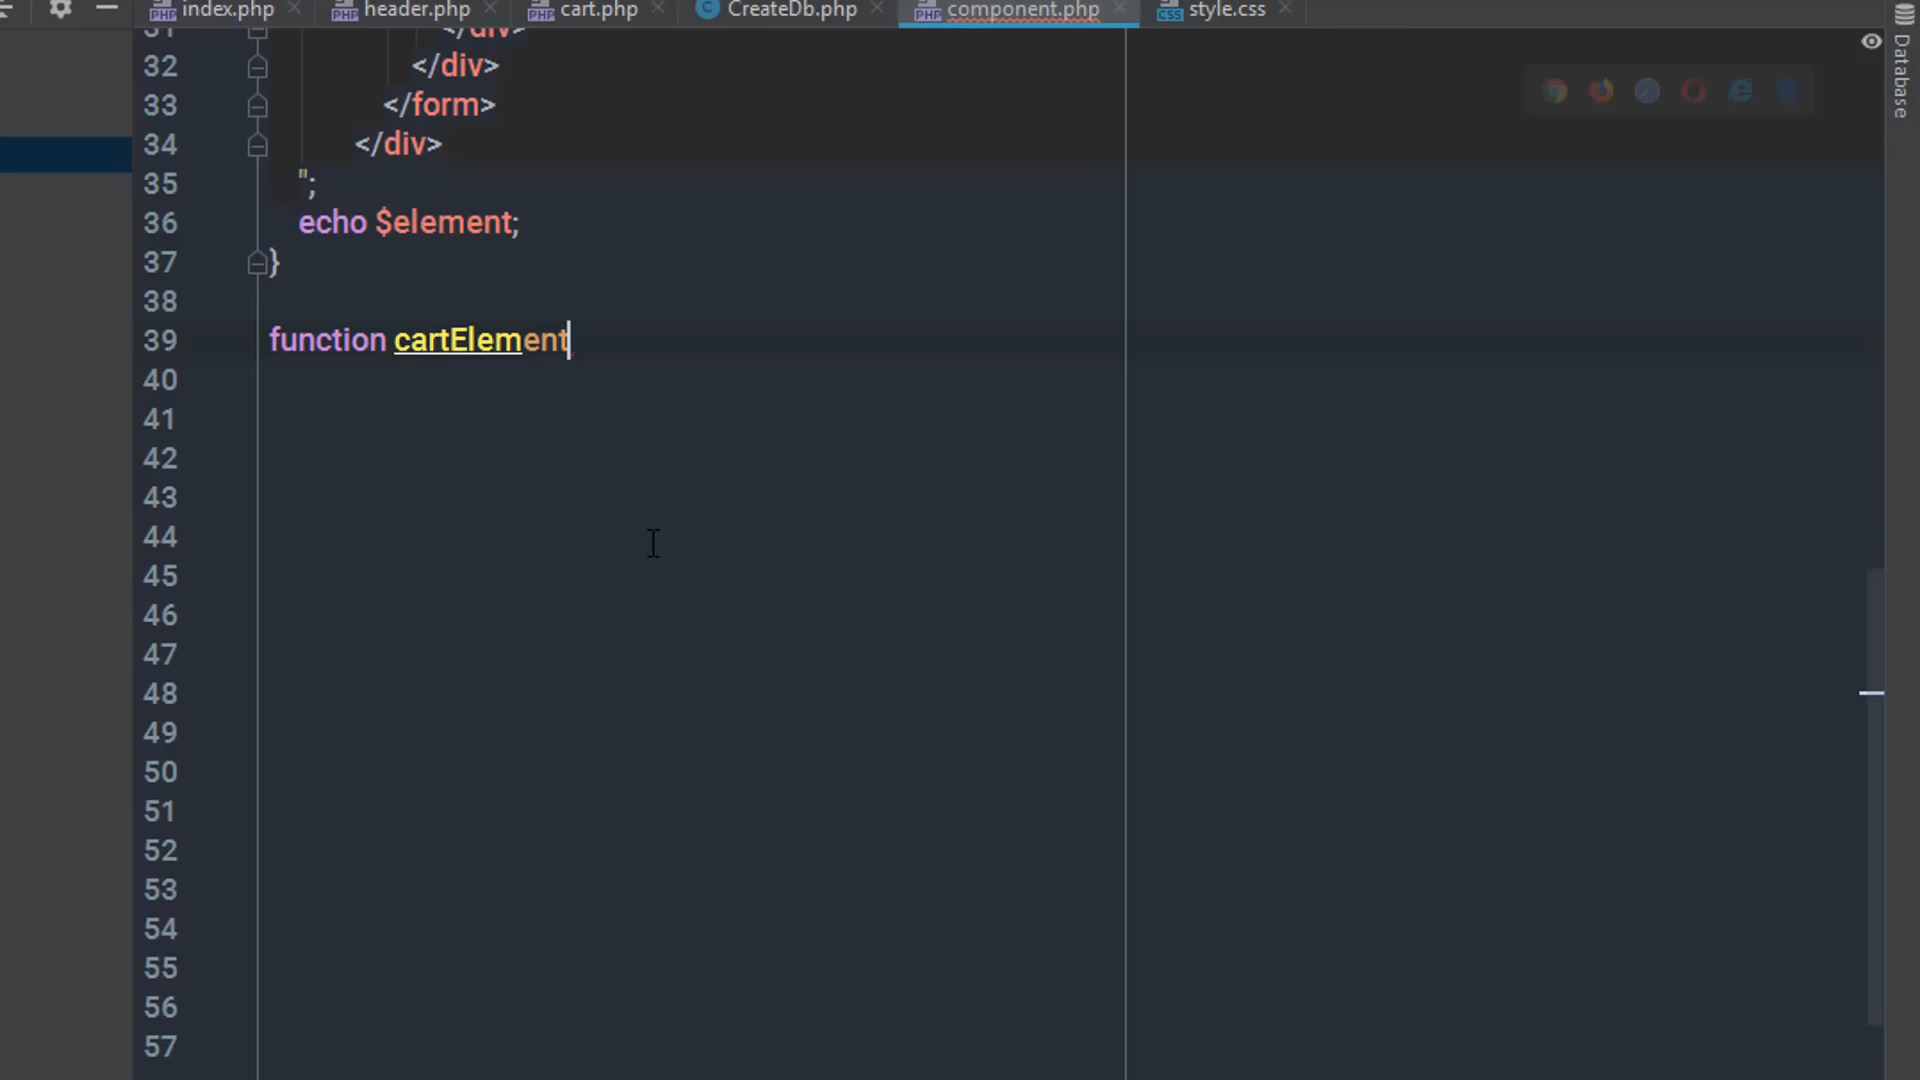 index.php header.php cart.php CreateDb.php component.php style.css
31 </div>
32 </div>
33 </form>
34 </div>
35 ";
36 echo $element;
37 }
38
39 function cartElement
40
41
42
43
44
45
46
47
48
49
50
51
52
53
54
55
56
57
Database